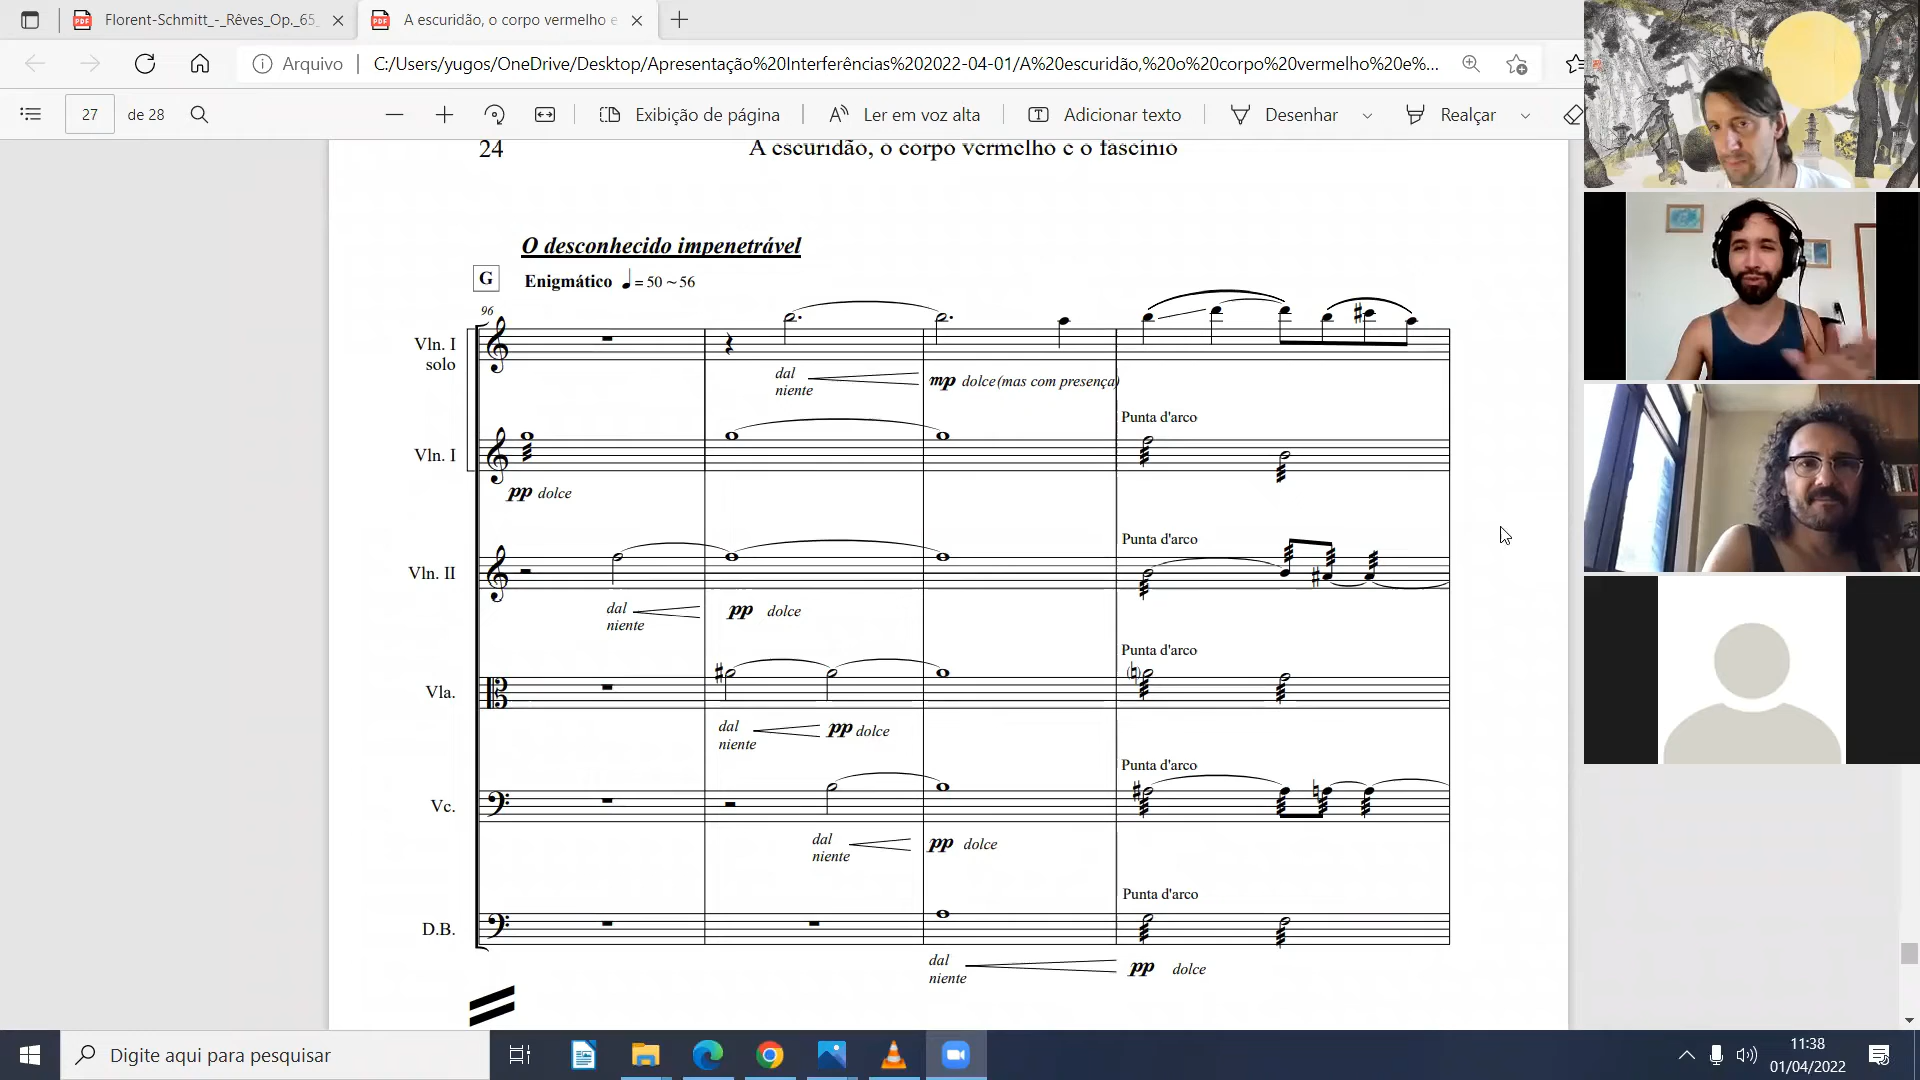 Florent-Schmitt_-_Rêves_Op._65_
A escuridão, o corpo vermelho e
Arquivo
C:/Users/yugos/OneDrive/Desktop/Apresentação%20Interferências%202022-04-01/A%20escuridão,%20o%20corpo%20vermelho%20e%...
27 de 28
Exibição de página
Ler em voz alta
Adicionar texto
Desenhar
Realçar
24
A escuridão, o corpo vermelho e o fascínio
O desconhecido impenetrável
G
Enigmático ♩= 50 ~ 56
96
Vln. I
solo
dal
niente
mp dolce (mas com presença)
Punta d'arco
Vln. I
pp dolce
Punta d'arco
Vln. II
dal
niente
pp dolce
Punta d'arco
Vla.
dal
niente
pp dolce
Punta d'arco
Vc.
dal
niente
pp dolce
Punta d'arco
D.B.
dal
niente
pp dolce
Digite aqui para pesquisar
11:38
01/04/2022